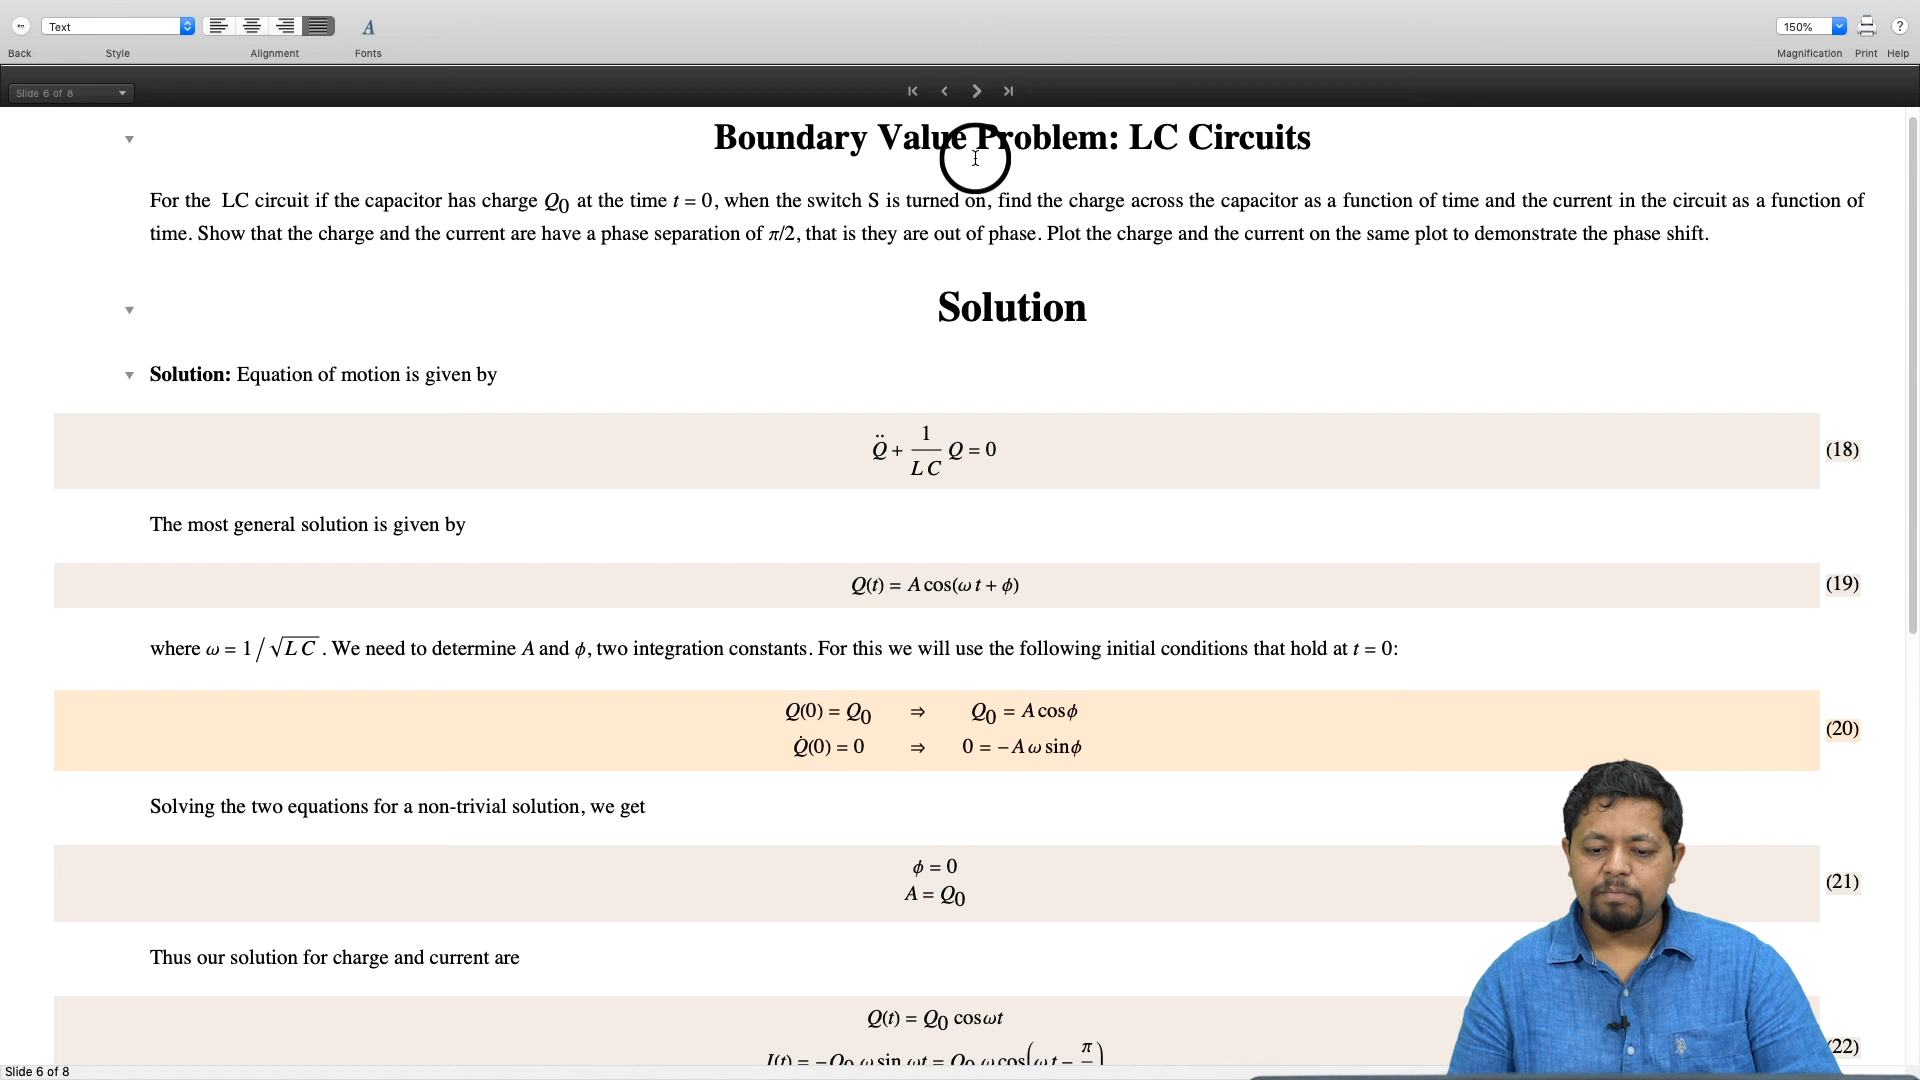 Text
Back
Style
Alignment
Fonts
150%
Magnification
Print
Help
Slide 6 of 8
Boundary Value Problem: LC Circuits
For the LC circuit if the capacitor has charge Q₀ at the time t = 0, when the switch S is turned on, find the charge across the capacitor as a function of time and the current in the circuit as a function of
time. Show that the charge and the current are have a phase separation of π/2, that is they are out of phase. Plot the charge and the current on the same plot to demonstrate the phase shift.
Solution
Solution: Equation of motion is given by
Q̈ + 1/(L C) Q = 0 (18)
The most general solution is given by
Q(t) = A cos(ω t + ϕ) (19)
where ω = 1 / √(L C) . We need to determine A and ϕ, two integration constants. For this we will use the following initial conditions that hold at t = 0:
Q(0) = Q₀ ⇒ Q₀ = A cosϕ
Q̇(0) = 0 ⇒ 0 = − A ω sinϕ (20)
Solving the two equations for a non-trivial solution, we get
ϕ = 0
A = Q₀ (21)
Thus our solution for charge and current are
Q(t) = Q₀ cosωt
I(t) = − Q₀ ω sin ωt = Q₀ ω cos(ω t − π (22)
Slide 6 of 8